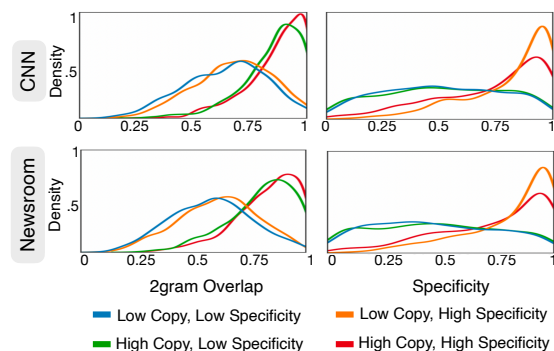 CNN
Density
1
.5
0 0.25 0.5 0.75 1
0 0.25 0.5 0.75 1
Newsroom
Density
1
.5
0.25 0.5 0.75 1
0 0.25 0.5 0.75 1
2gram Overlap
Specificity
Low Copy, Low Specificity
Low Copy, High Specificity
High Copy, Low Specificity
High Copy, High Specificity